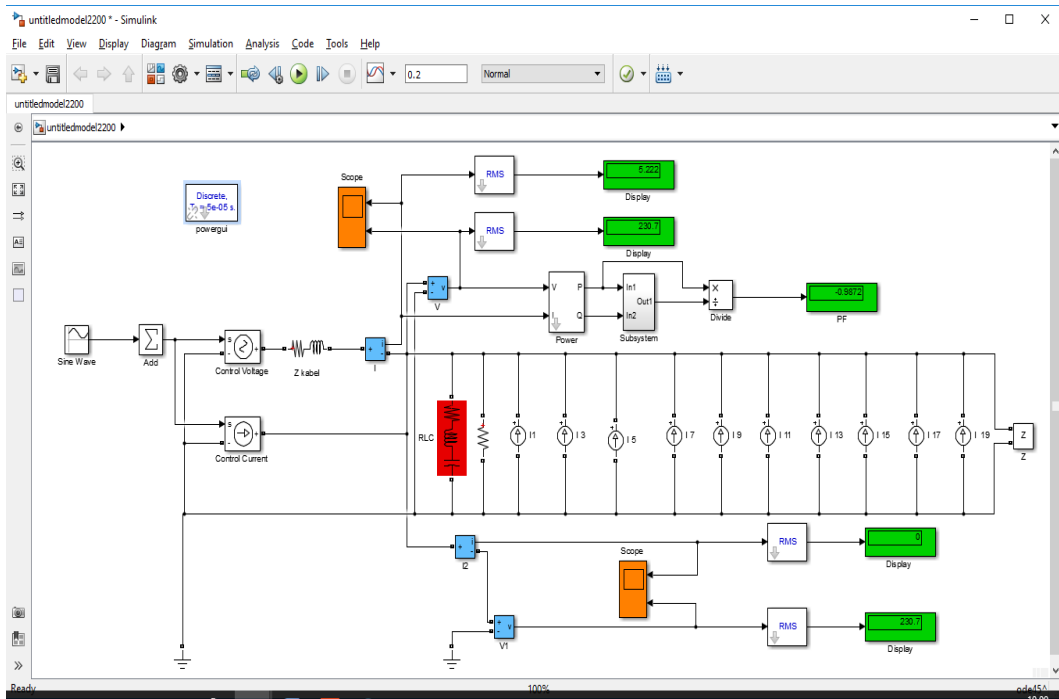 untitledmodel2200 * - Simulink
File Edit View Display Diagram Simulation Analysis Code Tools Help
0.2 Normal
untitledmodel2200
untitledmodel2200
Discrete,
5e-05 s.
powergui
Scope
RMS
5.222
Display
RMS
230.7
Display
V
V P
I Q
Power
In1
Out1
In2
Subsystem
Divide
-0.9872
PF
Sine Wave
Add
s
Control Voltage
Z kabel
I
s
Control Current
RLC
I1 I 3 I 5 I 7 I 9 I 11 I 13 I 15 I 17 I 19
Z
Z
I2
Scope
RMS
0
Display
V1
RMS
230.7
Display
Ready 100%